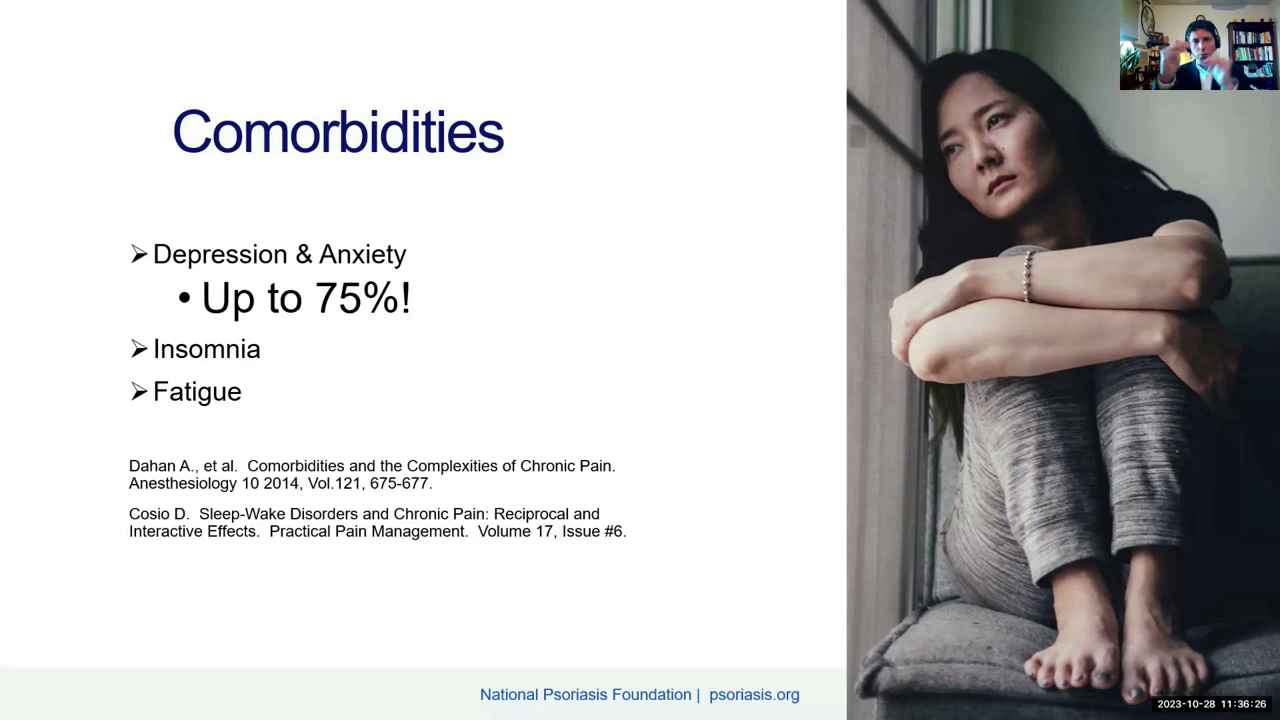 Comorbidities
➢ Depression & Anxiety
• Up to 75%!
➢ Insomnia
➢ Fatigue
Dahan A., et al.  Comorbidities and the Complexities of Chronic Pain.
Anesthesiology 10 2014, Vol.121, 675-677.
Cosio D.  Sleep-Wake Disorders and Chronic Pain: Reciprocal and
Interactive Effects.  Practical Pain Management.  Volume 17, Issue #6.
National Psoriasis Foundation |  psoriasis.org
2023-10-28 11:36:26